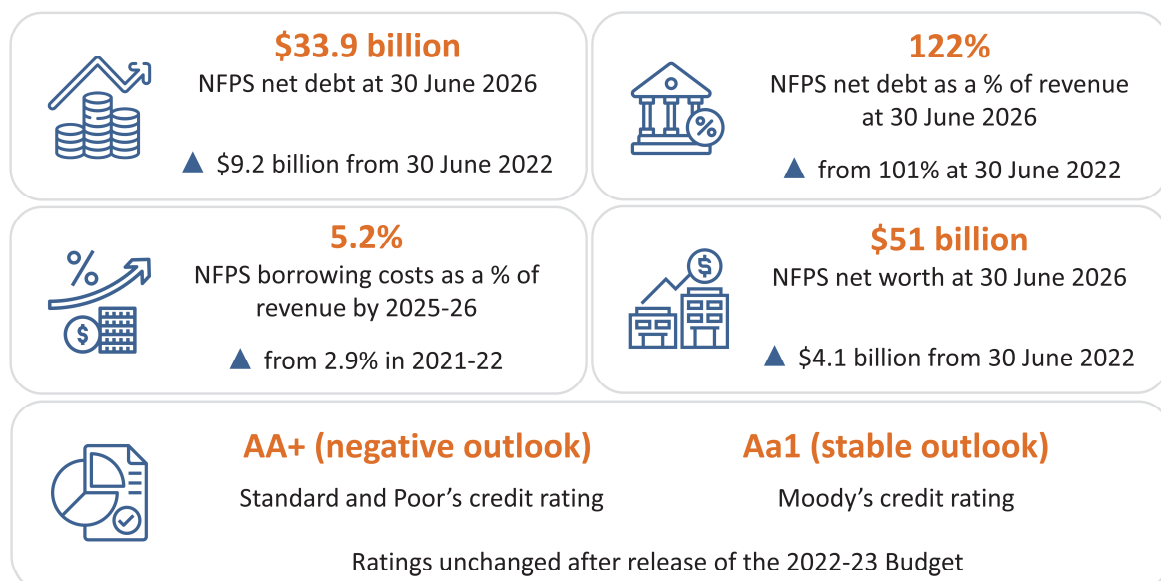 $33.9 billion
NFPS net debt at 30 June 2026
▲ $9.2 billion from 30 June 2022
122%
NFPS net debt as a % of revenue
at 30 June 2026
▲ from 101% at 30 June 2022
%
$
5.2%
NFPS borrowing costs as a % of
revenue by 2025-26
▲ from 2.9% in 2021-22
$
$51 billion
NFPS net worth at 30 June 2026
▲ $4.1 billion from 30 June 2022
AA+ (negative outlook)
Standard and Poor's credit rating
Aa1 (stable outlook)
Moody's credit rating
Ratings unchanged after release of the 2022-23 Budget